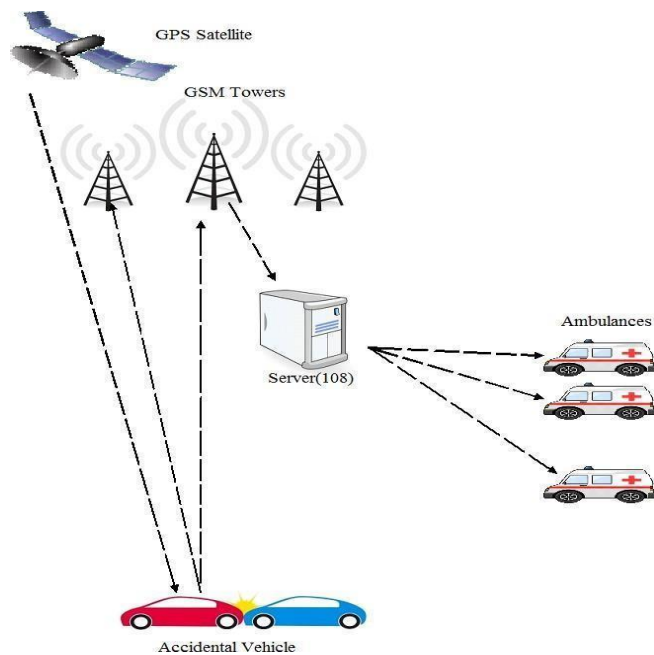 GPS Satellite
GSM Towers
Ambulances
Server(108)
Accidental Vehicle